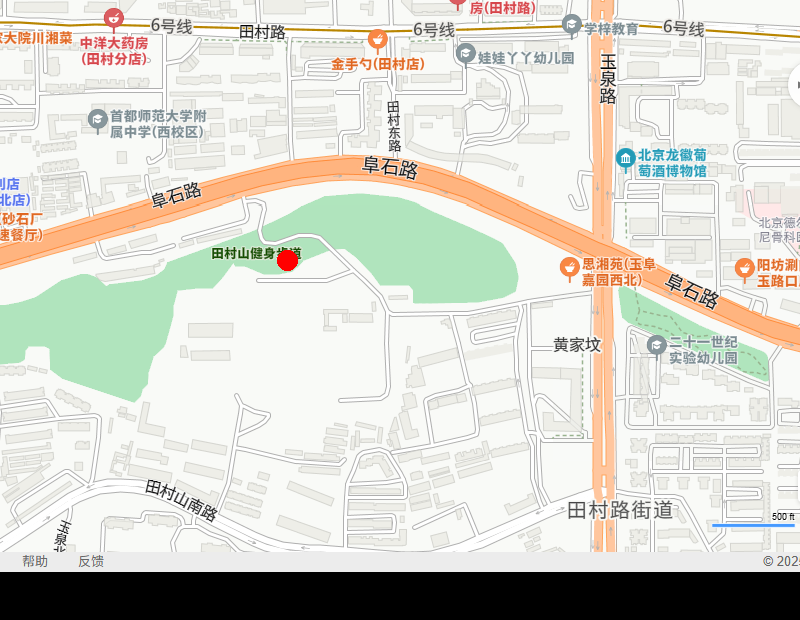 6号线
田村路
6号线
房(田村路)
学梓教育
6号线
大院川湘菜
中洋大药房
(田村分店)
金手勺(田村店)
娃娃丫丫幼儿园
玉泉路
田村东路
首都师范大学附
属中学(西校区)
北京龙徽葡
萄酒博物馆
阜石路
阜石路
店
北店)
砂石厂
速餐厅)
北京德尔
尼骨科医
田村山健身步道
思湘苑(玉阜
嘉园西北)
阳坊涮
玉路口
阜石路
黄家坟
二十一世纪
实验幼儿园
田村山南路
玉泉北
田村路街道
500 ft
帮助
反馈
© 202